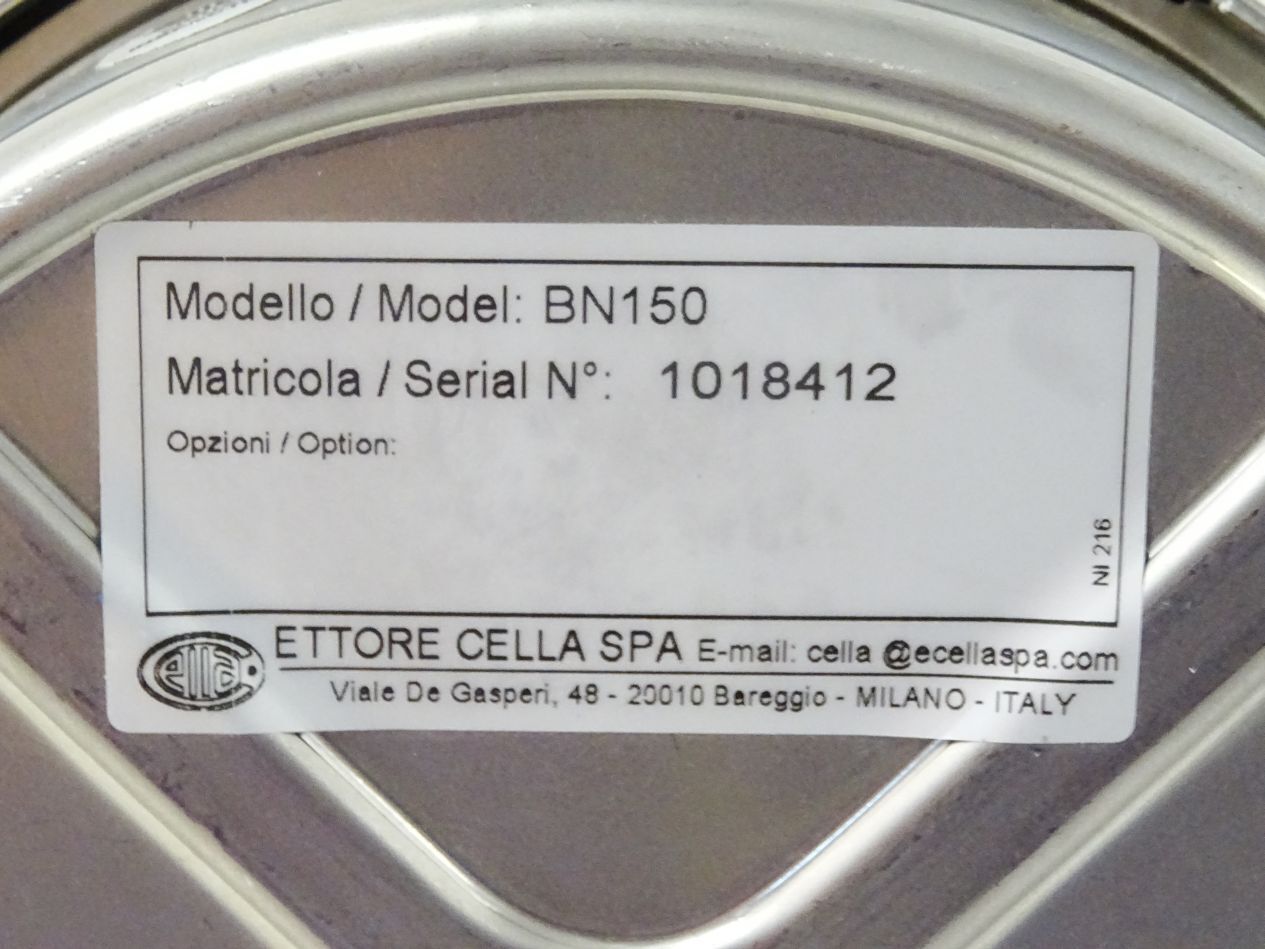 Modello / Model: BN150
Matricola / Serial N°: 1018412
Opzioni / Option:
NI 216
Cella
ETTORE CELLA SPA E-mail: cella @ecellaspa.com
Viale De Gasperi, 48 - 20010 Bareggio - MILANO - ITALY